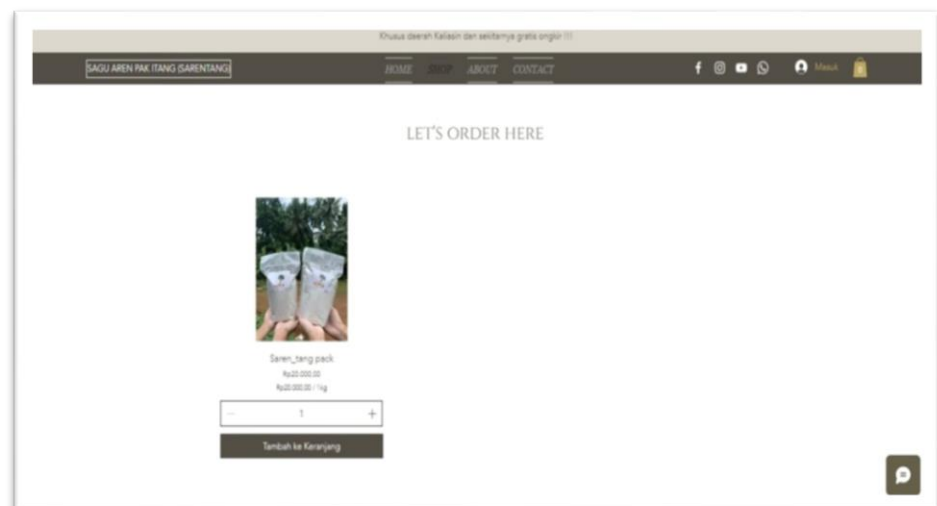 Khusus daerah Kaliasin dan sekitarnya gratis ongkir !!!
SAGU AREN PAK ITANG (SARENTANG)
HOME SHOP ABOUT CONTACT
Masuk
LET'S ORDER HERE
Saren_tang pack
Rp20.000,00
Rp20.000,00 / 1kg
1
Tambah ke Keranjang